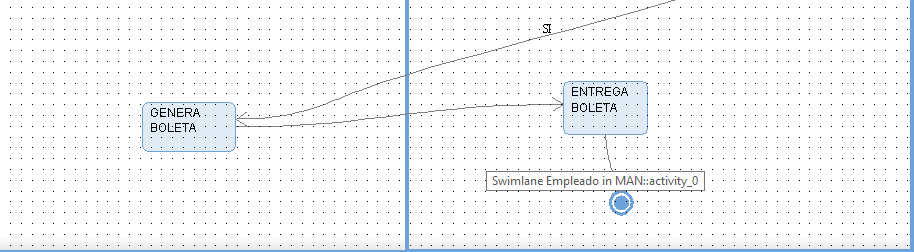 SI
GENERA
BOLETA
ENTREGA
BOLETA
Swimlane Empleado in MAN::activity_0